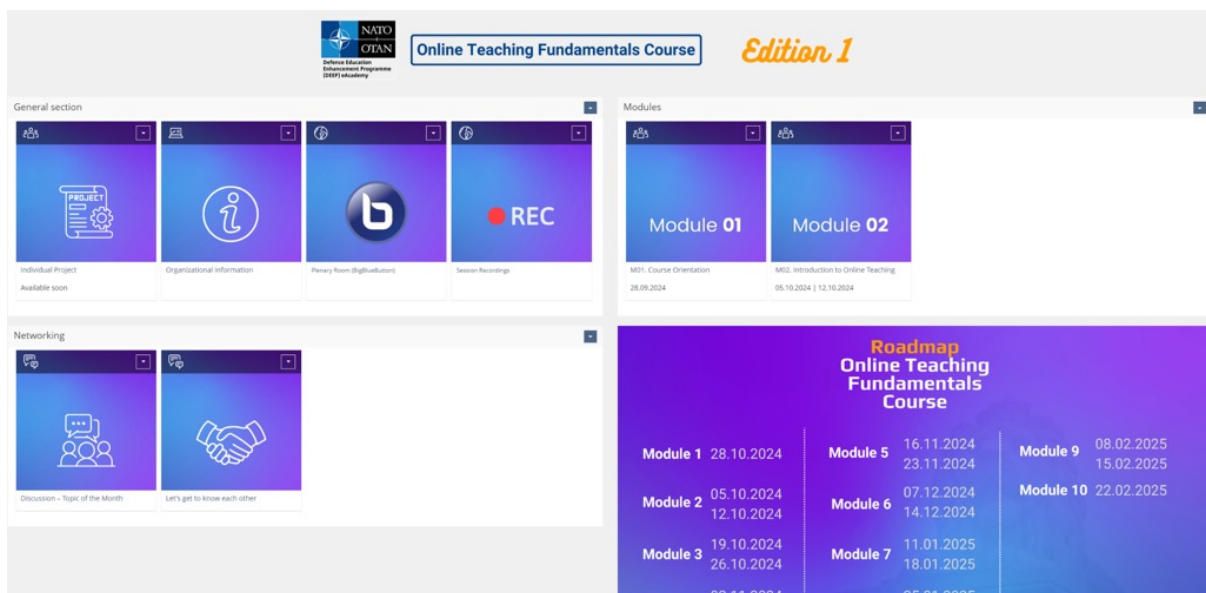 NATO
OTAN
Defence Education
Enhancement Programme
(DEEP) eAcademy
Online Teaching Fundamentals Course
Edition 1
General section
PROJECT
REC
Individual Project
Available soon
Organizational Information
Plenary Room (BigBlueButton)
Session Recordings
Modules
Module 01
Module 02
M01. Course Orientation
28.09.2024
M02. Introduction to Online Teaching
05.10.2024 | 12.10.2024
Networking
Discussion – Topic of the Month
Let's get to know each other
Roadmap
Online Teaching
Fundamentals
Course
Module 1 28.10.2024
Module 2 05.10.2024
12.10.2024
Module 3 19.10.2024
26.10.2024
Module 5 16.11.2024
23.11.2024
Module 6 07.12.2024
14.12.2024
Module 7 11.01.2025
18.01.2025
Module 9 08.02.2025
15.02.2025
Module 10 22.02.2025